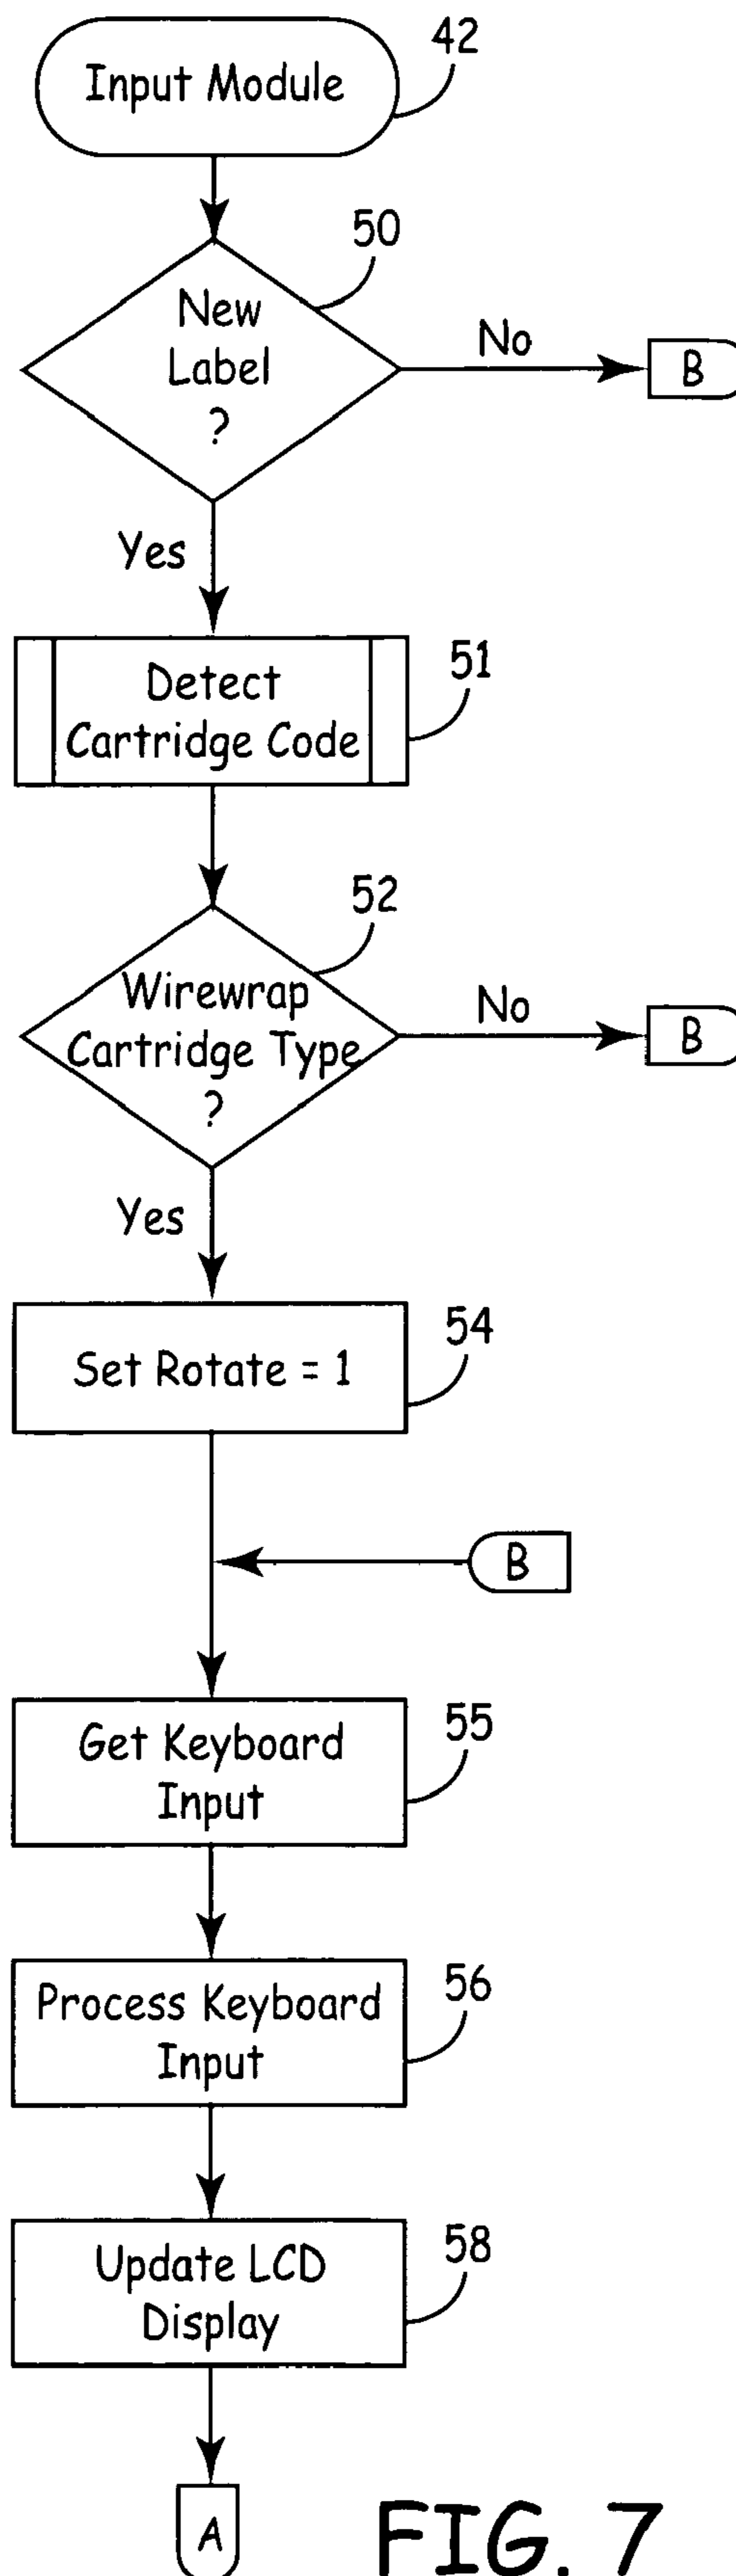 Input Module
42
50
New
Label
?
No
B
Yes
51
Detect
Cartridge Code
52
Wirewrap
Cartridge Type
?
No
B
Yes
54
Set Rotate = 1
B
55
Get Keyboard
Input
56
Process Keyboard
Input
58
Update LCD
Display
A
FIG. 7